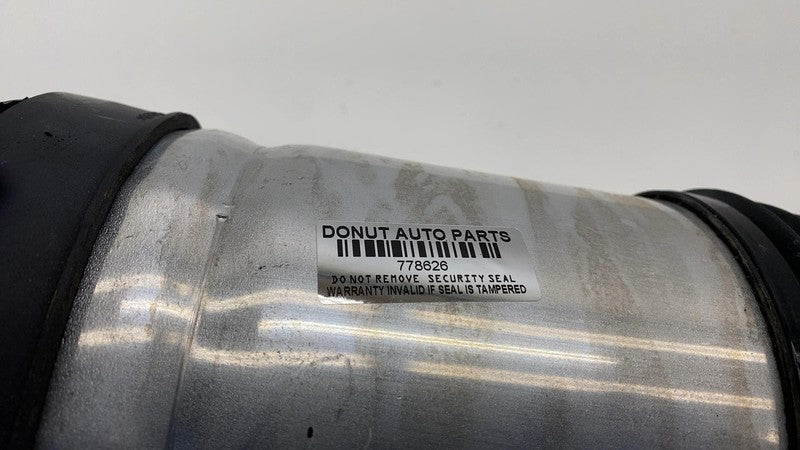 DONUT AUTO PARTS
778626
DO NOT REMOVE SECURITY SEAL
WARRANTY INVALID IF SEAL IS TAMPERED